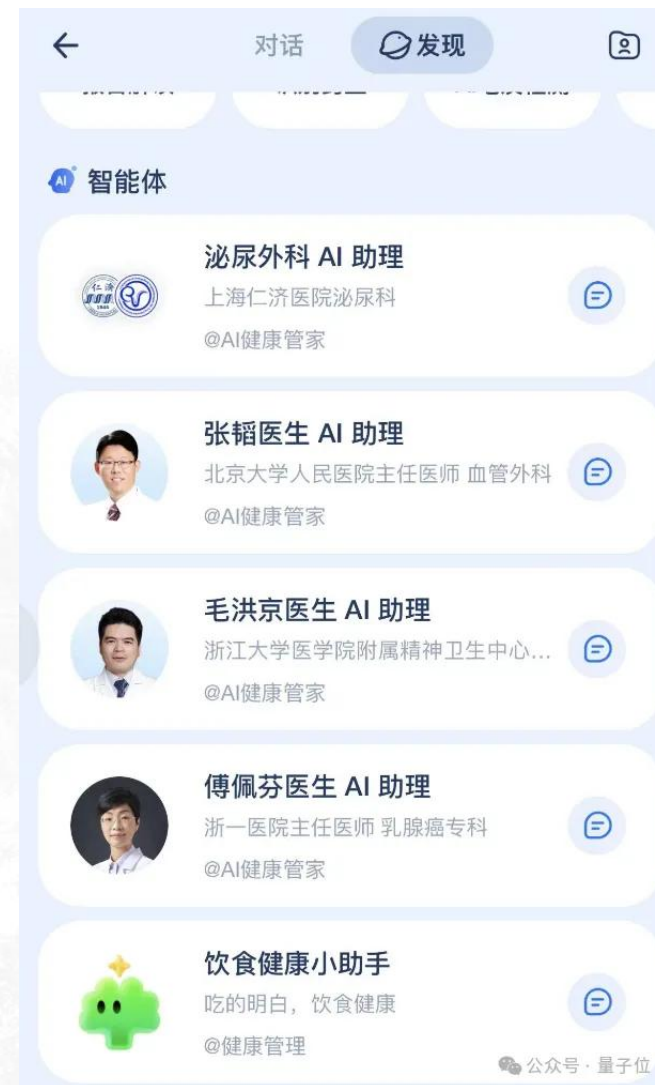 对话
发现
智能体
泌尿外科 AI 助理
上海仁济医院泌尿科
@AI健康管家
张韬医生 AI 助理
北京大学人民医院主任医师 血管外科
@AI健康管家
毛洪京医生 AI 助理
浙江大学医学院附属精神卫生中心...
@AI健康管家
傅佩芬医生 AI 助理
浙一医院主任医师 乳腺癌专科
@AI健康管家
饮食健康小助手
吃的明白，饮食健康
@健康管理
公众号 · 量子位